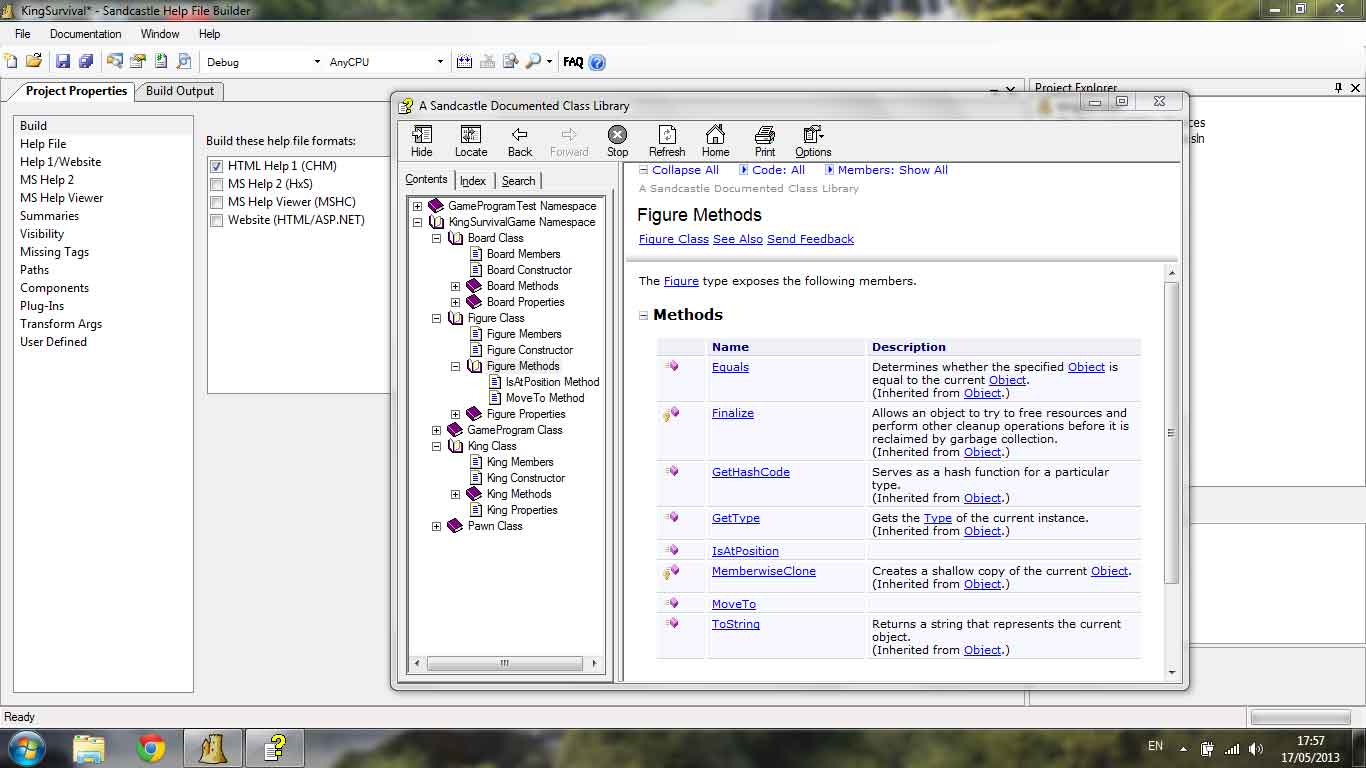 KingSurvival* - Sandcastle Help File Builder
File Documentation Window Help
Debug AnyCPU FAQ
Project Properties Build Output
Build
Help File
Help 1/Website
MS Help 2
MS Help Viewer
Summaries
Visibility
Missing Tags
Paths
Components
Plug-Ins
Transform Args
User Defined
Build these help file formats:
HTML Help 1 (CHM)
MS Help 2 (HxS)
MS Help Viewer (MSHC)
Website (HTML/ASP.NET)
Project Explorer
A Sandcastle Documented Class Library
Hide Locate Back Forward Stop Refresh Home Print Options
Contents Index Search
GameProgramTest Namespace
KingSurvivalGame Namespace
Board Class
Board Members
Board Constructor
Board Methods
Board Properties
Figure Class
Figure Members
Figure Constructor
Figure Methods
IsAtPosition Method
MoveTo Method
Figure Properties
GameProgram Class
King Class
King Members
King Constructor
King Methods
King Properties
Pawn Class
Collapse All Code: All Members: Show All
A Sandcastle Documented Class Library
Figure Methods
Figure Class See Also Send Feedback
The Figure type exposes the following members.
Methods
Name Description
Equals Determines whether the specified Object is
equal to the current Object.
(Inherited from Object.)
Finalize Allows an object to try to free resources and
perform other cleanup operations before it is
reclaimed by garbage collection.
(Inherited from Object.)
GetHashCode Serves as a hash function for a particular
type.
(Inherited from Object.)
GetType Gets the Type of the current instance.
(Inherited from Object.)
IsAtPosition
MemberwiseClone Creates a shallow copy of the current Object.
(Inherited from Object.)
MoveTo
ToString Returns a string that represents the current
object.
(Inherited from Object.)
Ready
EN
17:57
17/05/2013